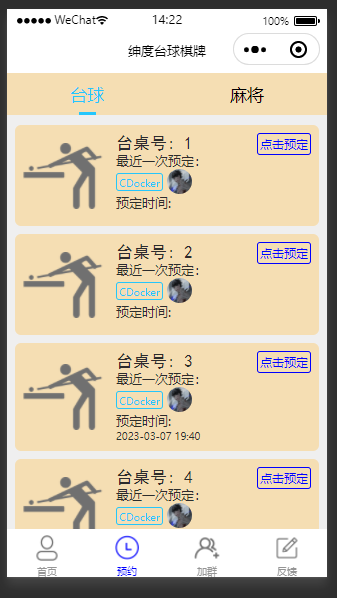 WeChat 14:22 100%
绅度台球棋牌
台球 麻将
台桌号：1 点击预定
最近一次预定：
CDocker
预定时间：
台桌号：2 点击预定
最近一次预定：
CDocker
预定时间：
台桌号：3 点击预定
最近一次预定：
CDocker
预定时间：
2023-03-07 19:40
台桌号：4 点击预定
最近一次预定：
CDocker
首页 预约 加群 反馈